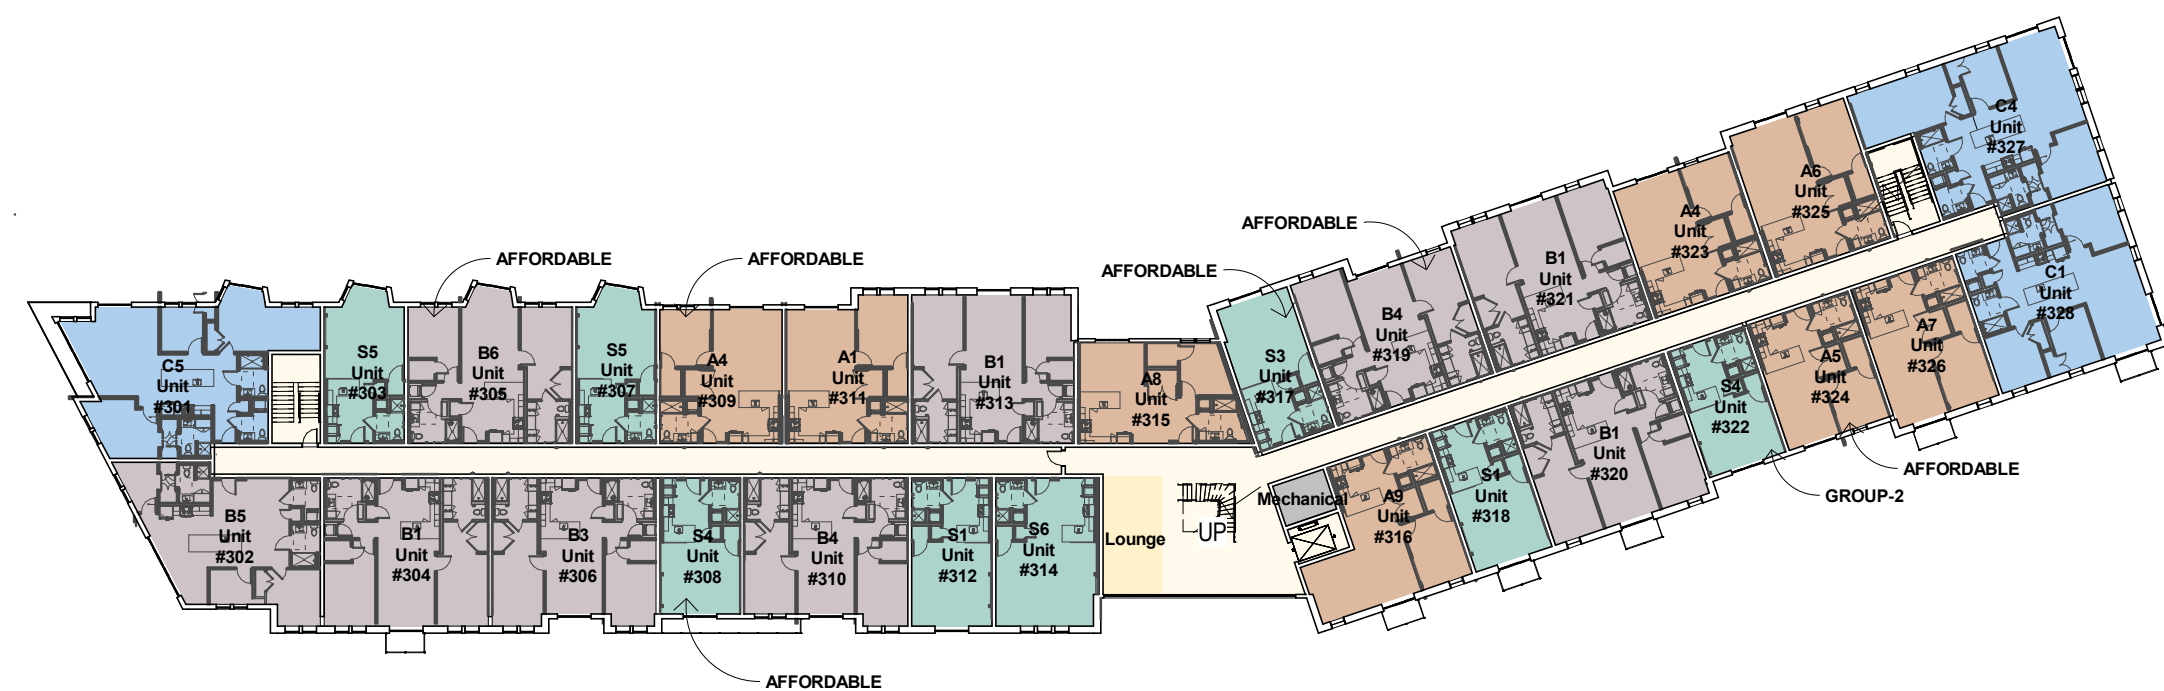 AFFORDABLE
AFFORDABLE
AFFORDABLE
AFFORDABLE
C5
Unit
#301
S5
Unit
#303
B6
Unit
#305
S5
Unit
#307
A4
Unit
#309
A1
Unit
#311
B1
Unit
#313
A8
Unit
#315
S3
Unit
#317
B4
Unit
#319
B1
Unit
#321
A4
Unit
#323
A6
Unit
#325
C4
Unit
#327
C1
Unit
#328
B5
Unit
#302
B1
Unit
#304
B3
Unit
#306
S4
Unit
#308
B4
Unit
#310
S1
Unit
#312
S6
Unit
#314
Lounge
UP
Mechanical
A9
Unit
#316
S1
Unit
#318
B1
Unit
#320
S4
Unit
#322
A5
Unit
#324
A7
Unit
#326
AFFORDABLE
GROUP-2
AFFORDABLE